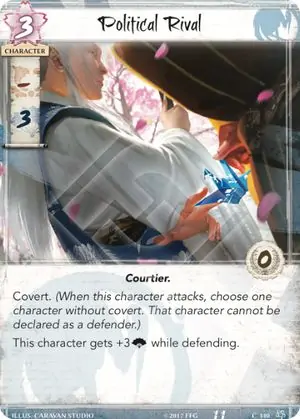 Political Rival
3
CHARACTER
–
3
0
Courtier.
Covert. (When this character attacks, choose one
character without covert. That character cannot be
declared as a defender.)
This character gets +3 while defending.
ILLUS: CARAVAN STUDIO
©2017 FFG